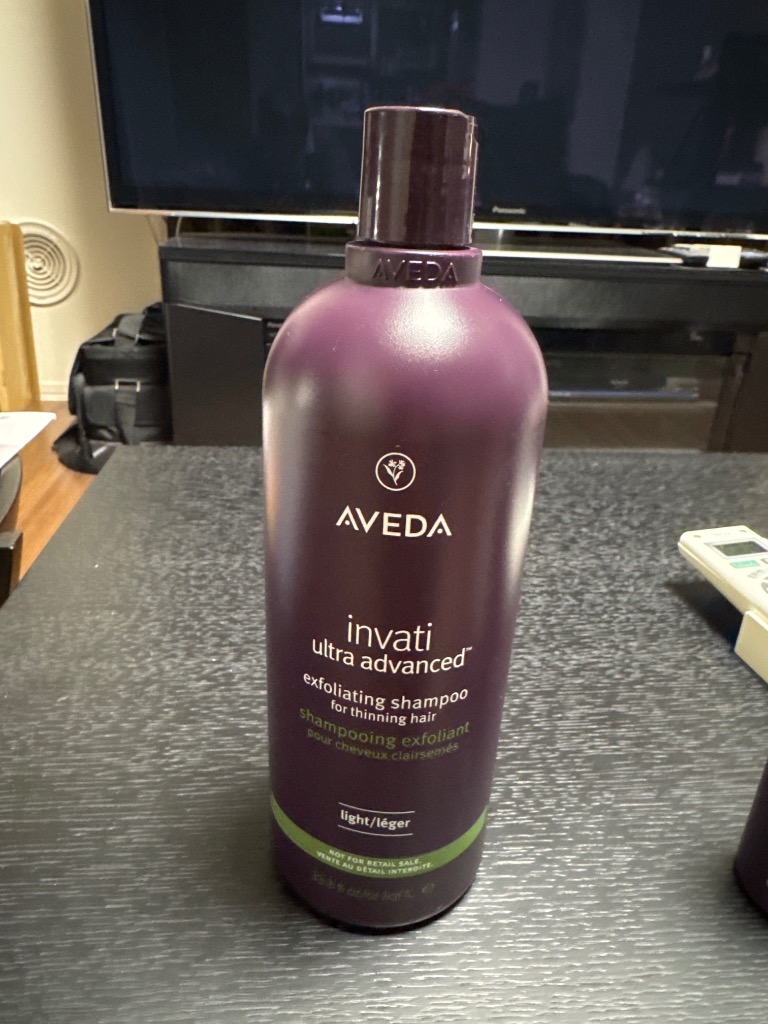 Panasonic
AVEDA
AVEDA
invati
ultra advanced™
exfoliating shampoo
for thinning hair
shampooing exfoliant
pour cheveux clairsemés
light/léger
NOT FOR RETAIL SALE.
VENTE AU DÉTAIL INTERDITE.